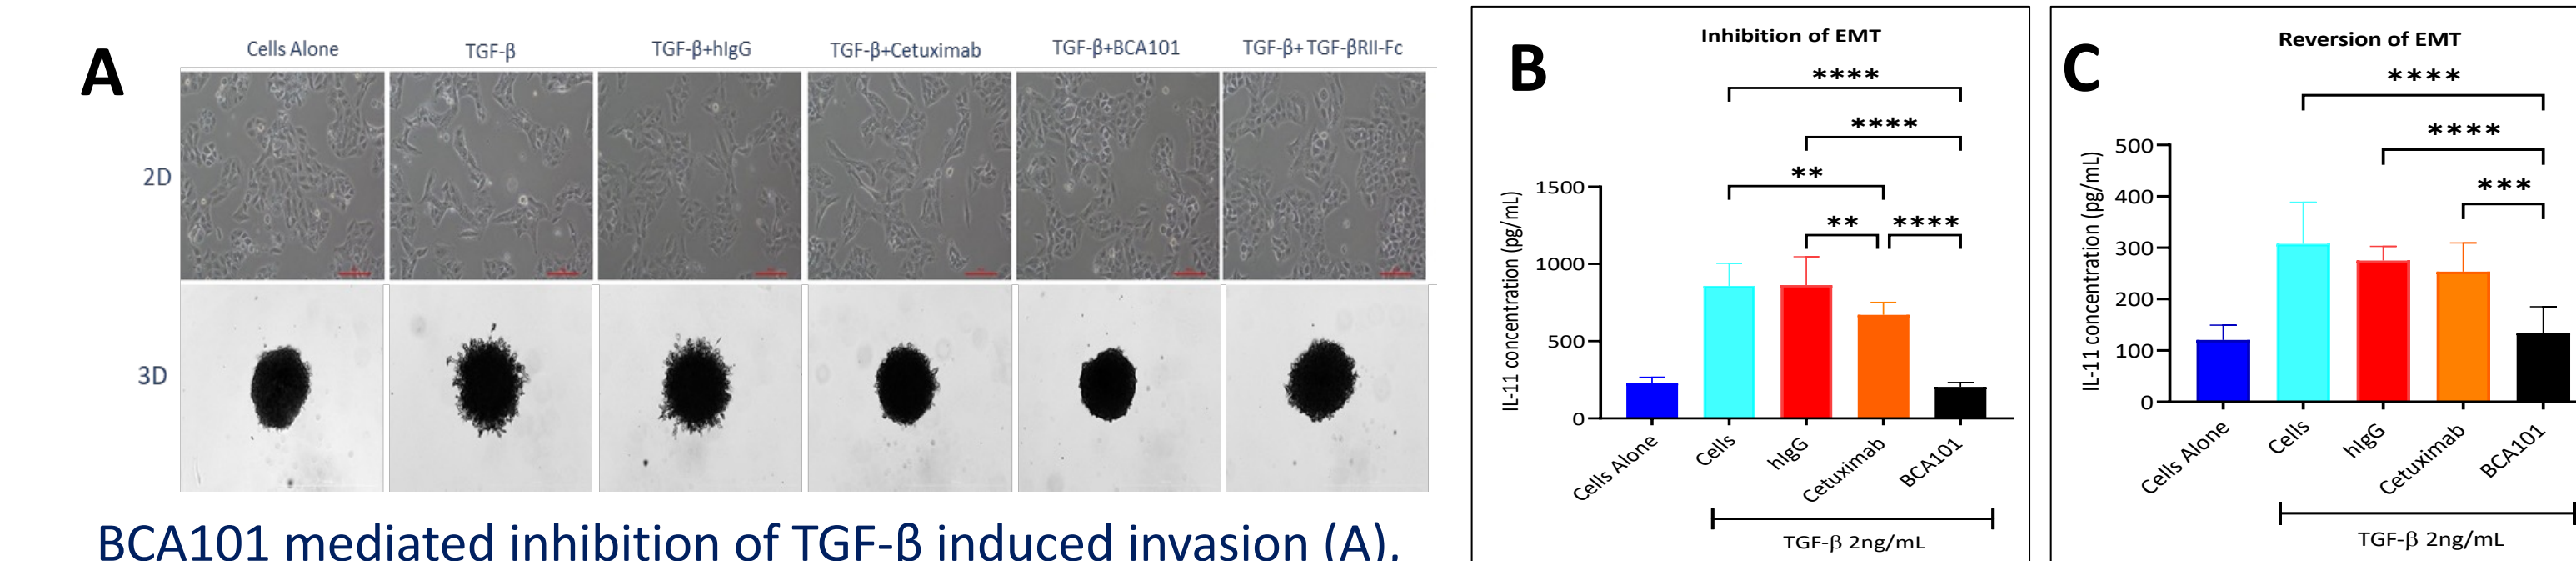 A
Cells Alone
TGF-β
TGF-β+hIgG
TGF-β+Cetuximab
TGF-β+BCA101
TGF-β+ TGF-βRII-Fc
2D
3D
BCA101 mediated inhibition of TGF-β induced invasion (A).
B
Inhibition of EMT
****
****
**
** ****
IL-11 concentration (pg/mL)
1500
1000
500
0
Cells Alone
Cells
hIgG
Cetuximab
BCA101
TGF-β 2ng/mL
C
Reversion of EMT
****
****
***
IL-11 concentration (pg/mL)
500
400
300
200
100
0
Cells Alone
Cells
hIgG
Cetuximab
BCA101
TGF-β 2ng/mL